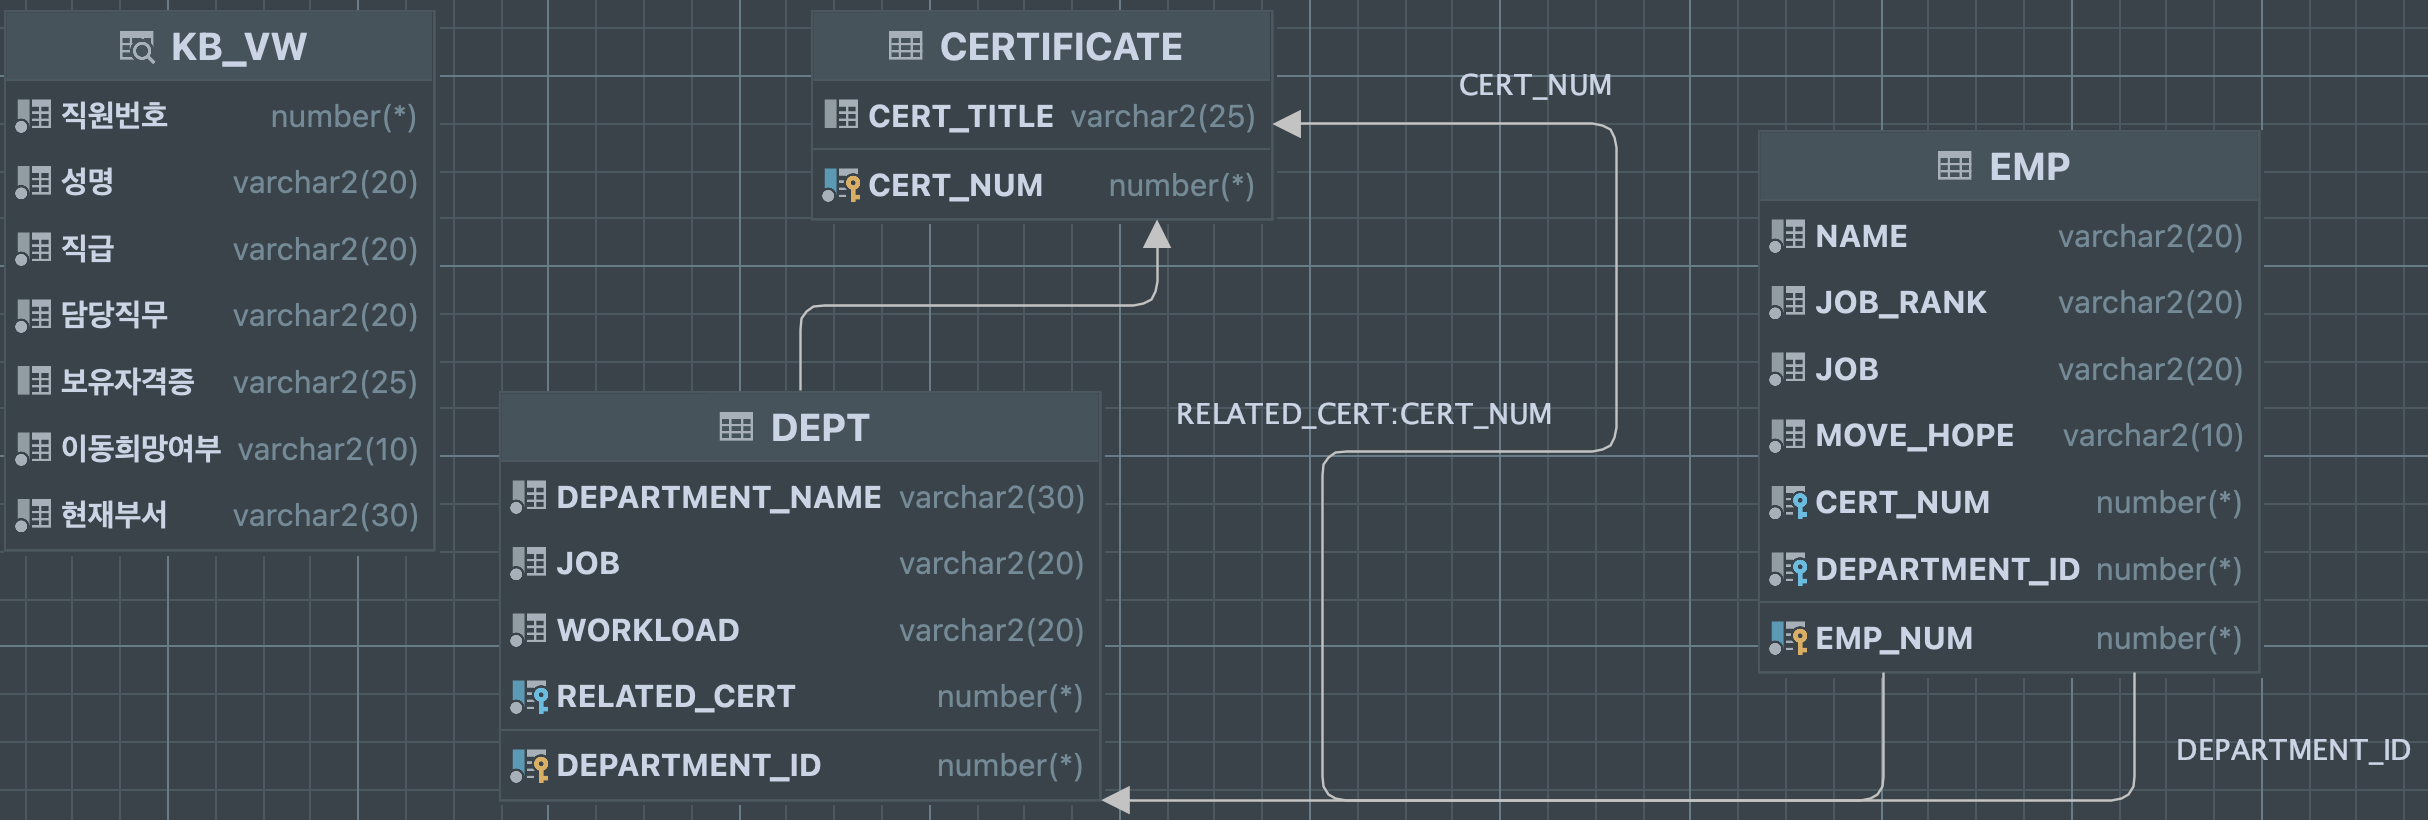 KB_VW
직원번호 number(*)
성명 varchar2(20)
직급 varchar2(20)
담당직무 varchar2(20)
보유자격증 varchar2(25)
이동희망여부 varchar2(10)
현재부서 varchar2(30)
CERTIFICATE
CERT_TITLE varchar2(25)
CERT_NUM number(*)
CERT_NUM
DEPT
DEPARTMENT_NAME varchar2(30)
JOB varchar2(20)
WORKLOAD varchar2(20)
RELATED_CERT number(*)
DEPARTMENT_ID number(*)
RELATED_CERT:CERT_NUM
EMP
NAME varchar2(20)
JOB_RANK varchar2(20)
JOB varchar2(20)
MOVE_HOPE varchar2(10)
CERT_NUM number(*)
DEPARTMENT_ID number(*)
EMP_NUM number(*)
DEPARTMENT_ID